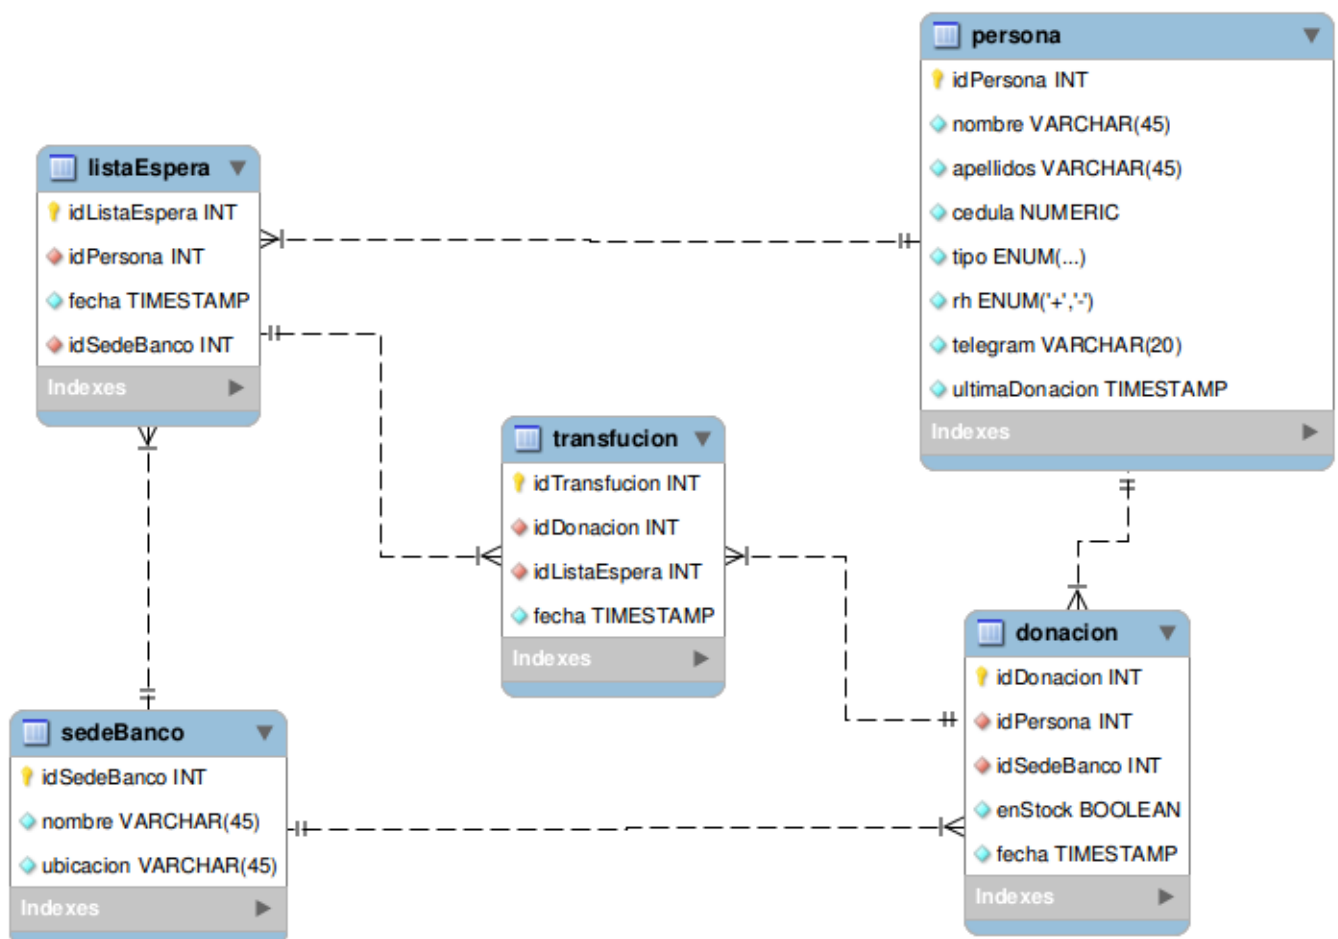 persona
idPersona INT
nombre VARCHAR(45)
apellidos VARCHAR(45)
cedula NUMERIC
tipo ENUM(...)
rh ENUM('+','-')
telegram VARCHAR(20)
ultimaDonacion TIMESTAMP
Indexes
listaEspera
idListaEspera INT
idPersona INT
fecha TIMESTAMP
idSedeBanco INT
Indexes
transfucion
idTransfucion INT
idDonacion INT
idListaEspera INT
fecha TIMESTAMP
Indexes
donacion
idDonacion INT
idPersona INT
idSedeBanco INT
enStock BOOLEAN
fecha TIMESTAMP
Indexes
sedeBanco
idSedeBanco INT
nombre VARCHAR(45)
ubicacion VARCHAR(45)
Indexes